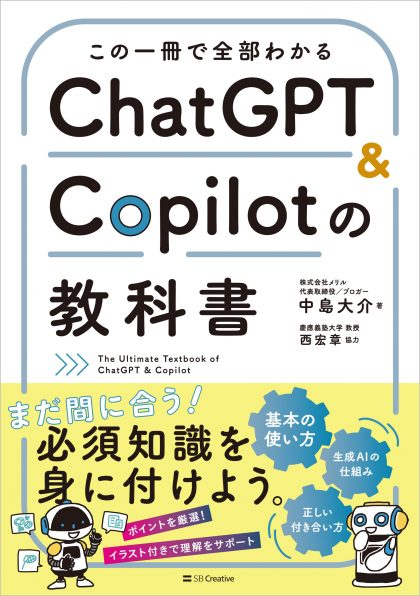 この一冊で全部わかる
ChatGPT
&
Copilotの
教科書
株式会社メリル
代表取締役／ブロガー
中島大介 著
慶應義塾大学 教授
西宏章 協力
The Ultimate Textbook of
ChatGPT & Copilot
まだ間に合う！
必須知識を
身に付けよう。
基本の
使い方
生成AIの
仕組み
正しい
付き合い方
ポイントを厳選！
イラスト付きで理解をサポート
SB Creative